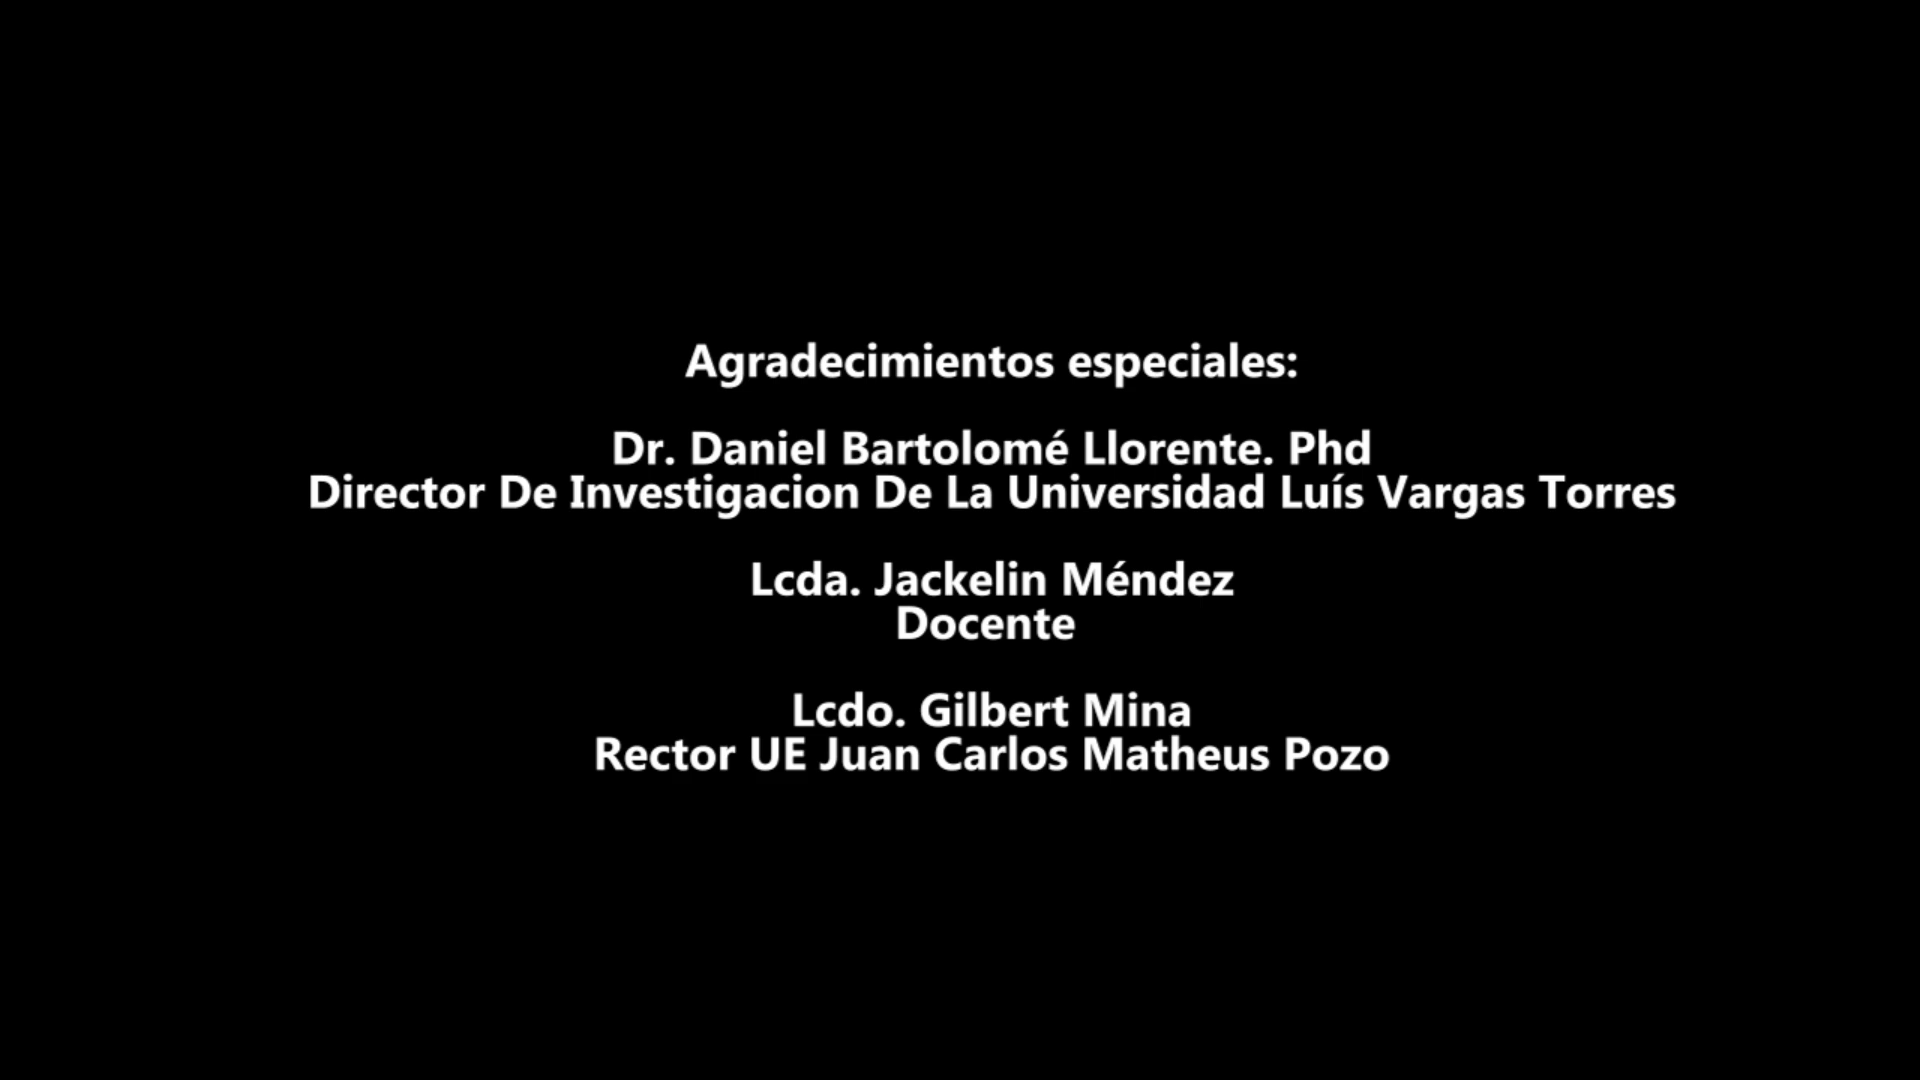 Agradecimientos especiales:
Dr. Daniel Bartolomé Llorente. Phd
Director De Investigacion De La Universidad Luís Vargas Torres
Lcda. Jackelin Méndez
Docente
Lcdo. Gilbert Mina
Rector UE Juan Carlos Matheus Pozo